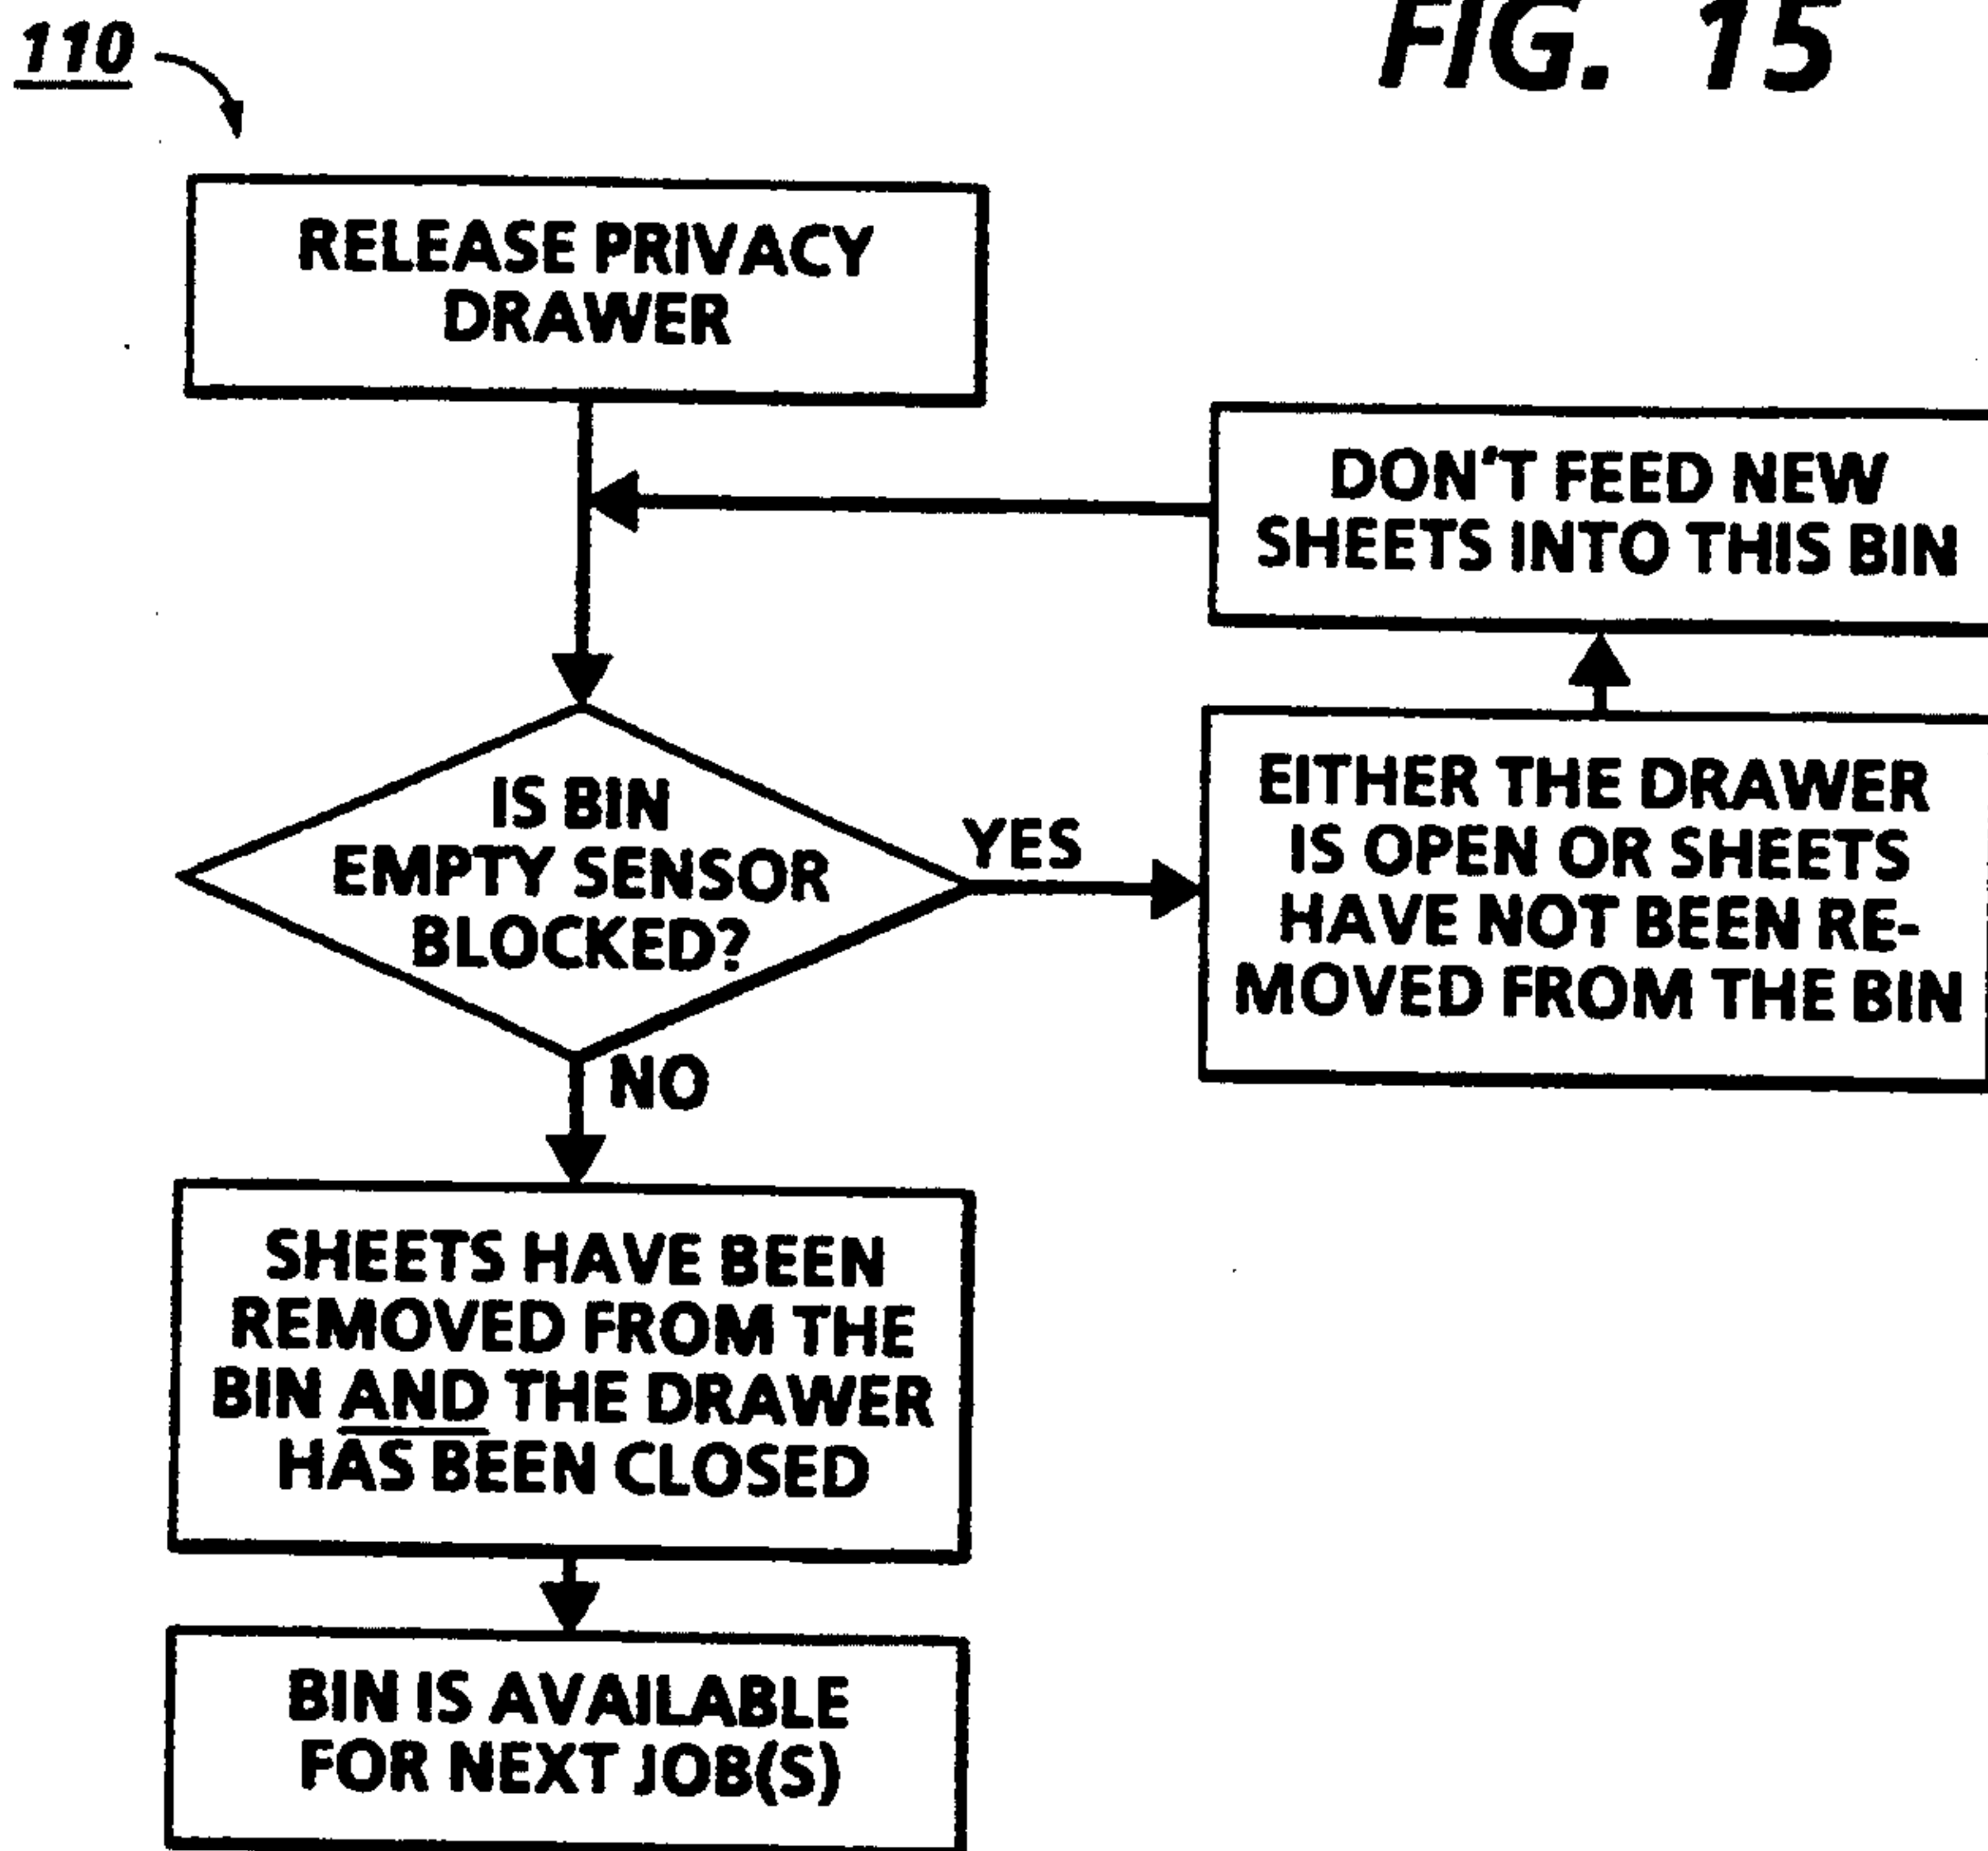 110
FIG. 15
RELEASE PRIVACY
DRAWER
DON'T FEED NEW
SHEETS INTO THIS BIN
IS BIN
EMPTY SENSOR
BLOCKED?
YES
EITHER THE DRAWER
IS OPEN OR SHEETS
HAVE NOT BEEN RE-
MOVED FROM THE BIN
NO
SHEETS HAVE BEEN
REMOVED FROM THE
BIN AND THE DRAWER
HAS BEEN CLOSED
BIN IS AVAILABLE
FOR NEXT JOB(S)